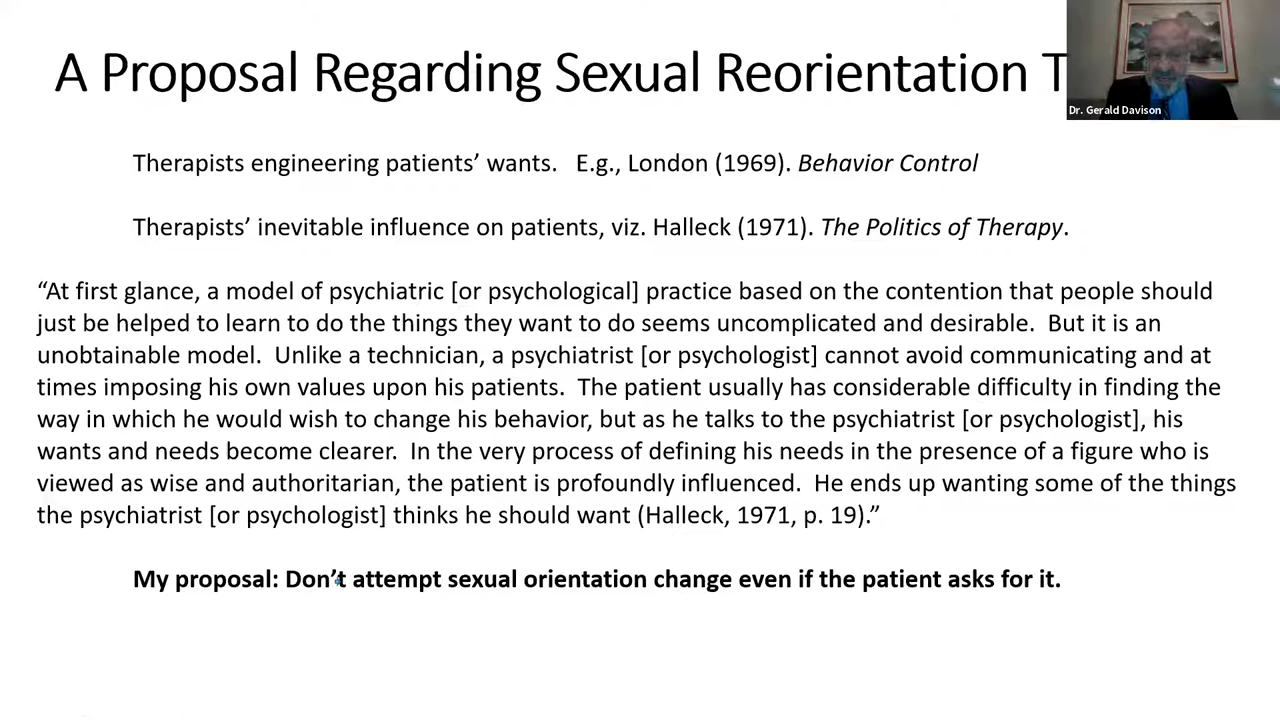 A Proposal Regarding Sexual Reorientation T
Dr. Gerald Davison
Therapists engineering patients’ wants.   E.g., London (1969). Behavior Control
Therapists’ inevitable influence on patients, viz. Halleck (1971). The Politics of Therapy.
“At first glance, a model of psychiatric [or psychological] practice based on the contention that people should
just be helped to learn to do the things they want to do seems uncomplicated and desirable.  But it is an
unobtainable model.  Unlike a technician, a psychiatrist [or psychologist] cannot avoid communicating and at
times imposing his own values upon his patients.  The patient usually has considerable difficulty in finding the
way in which he would wish to change his behavior, but as he talks to the psychiatrist [or psychologist], his
wants and needs become clearer.  In the very process of defining his needs in the presence of a figure who is
viewed as wise and authoritarian, the patient is profoundly influenced.  He ends up wanting some of the things
the psychiatrist [or psychologist] thinks he should want (Halleck, 1971, p. 19).”
My proposal: Don’t attempt sexual orientation change even if the patient asks for it.